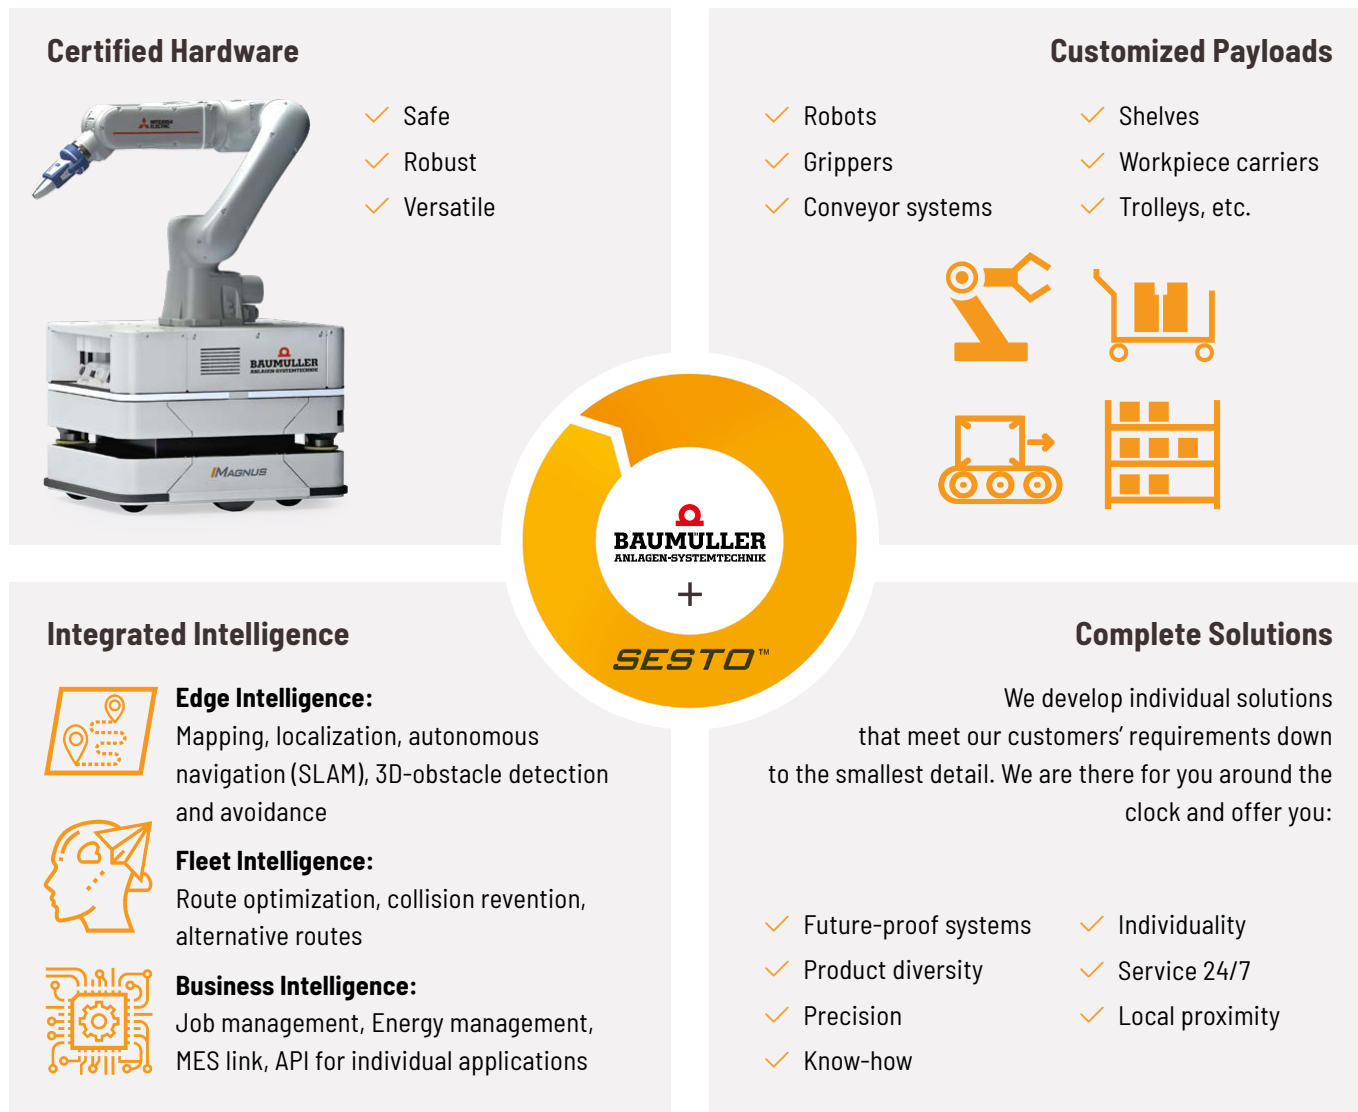 Certified Hardware
Safe
Robust
Versatile
MITSUBISHI
ELECTRIC
BAUMÜLLER
ANLAGEN-SYSTEMTECHNIK
MAGNUS
Customized Payloads
Robots
Grippers
Conveyor systems
Shelves
Workpiece carriers
Trolleys, etc.
BAUMÜLLER
ANLAGEN-SYSTEMTECHNIK
+
SESTO™
Integrated Intelligence
Edge Intelligence:
Mapping, localization, autonomous
navigation (SLAM), 3D-obstacle detection
and avoidance
Fleet Intelligence:
Route optimization, collision revention,
alternative routes
Business Intelligence:
Job management, Energy management,
MES link, API for individual applications
Complete Solutions
We develop individual solutions
that meet our customers’ requirements down
to the smallest detail. We are there for you around the
clock and offer you:
Future-proof systems
Product diversity
Precision
Know-how
Individuality
Service 24/7
Local proximity